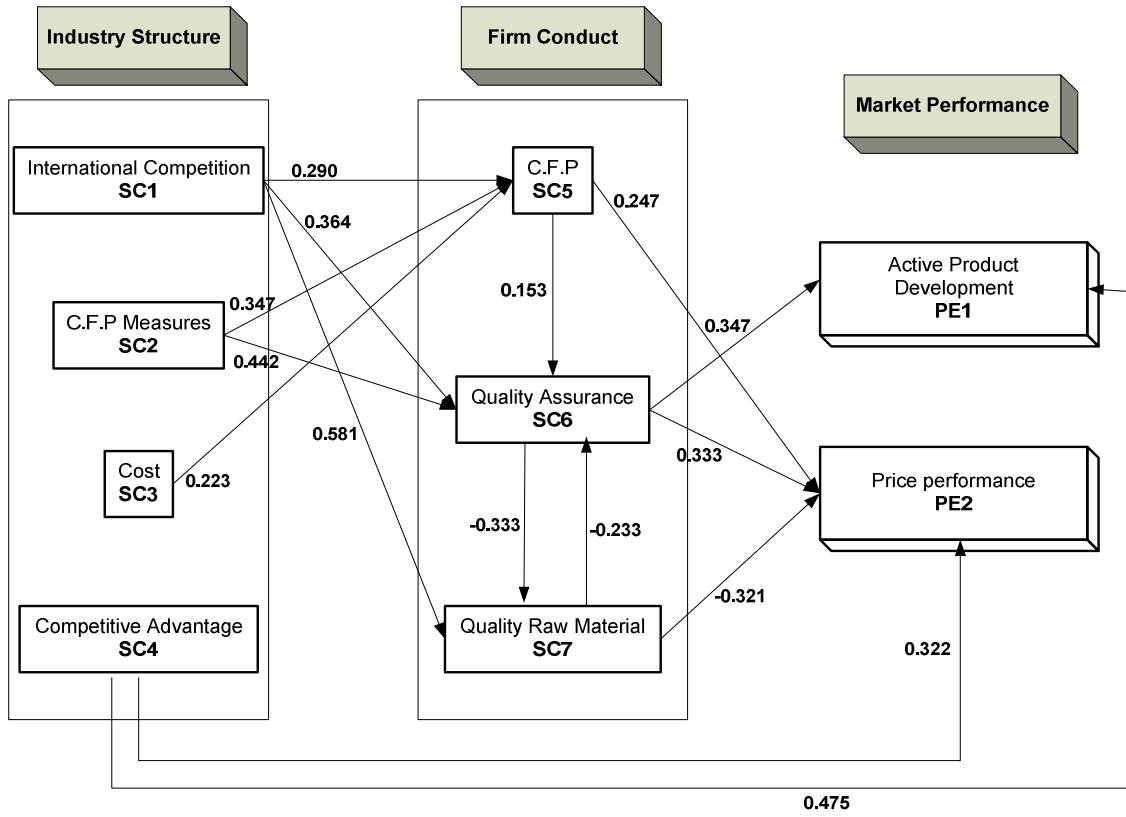 Industry Structure
Firm Conduct
Market Performance
International Competition
SC1
C.F.P Measures
SC2
Cost
SC3
Competitive Advantage
SC4
C.F.P
SC5
Quality Assurance
SC6
Quality Raw Material
SC7
Active Product
Development
PE1
Price performance
PE2
0.290
0.364
0.347
0.442
0.581
0.223
0.153
-0.333
-0.233
0.247
0.347
0.333
-0.321
0.322
0.475